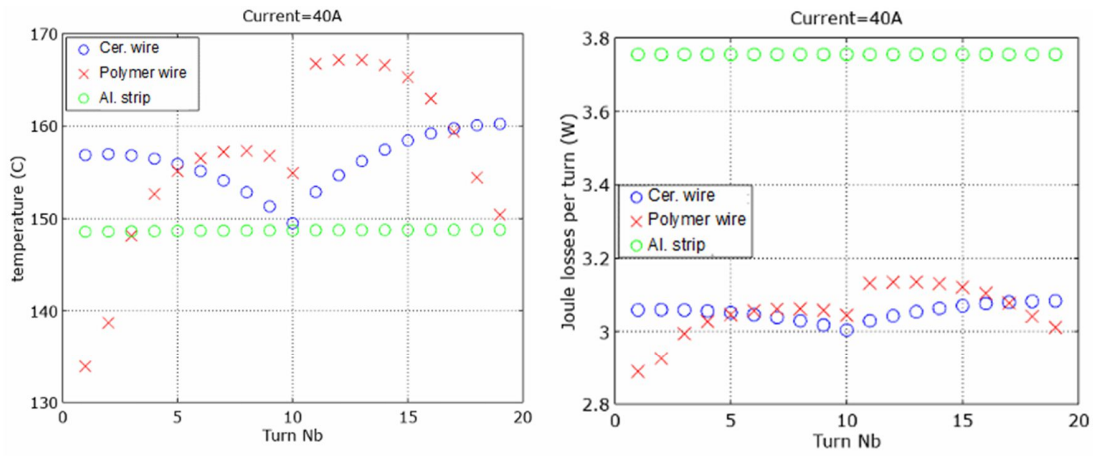 Current=40A
170
160
150
140
130
temperature (C)
Cer. wire
Polymer wire
Al. strip
0 5 10 15 20
Turn Nb
Current=40A
3.8
3.6
3.4
3.2
3
2.8
Joule losses per turn (W)
Cer. wire
Polymer wire
Al. strip
0 5 10 15 20
Turn Nb